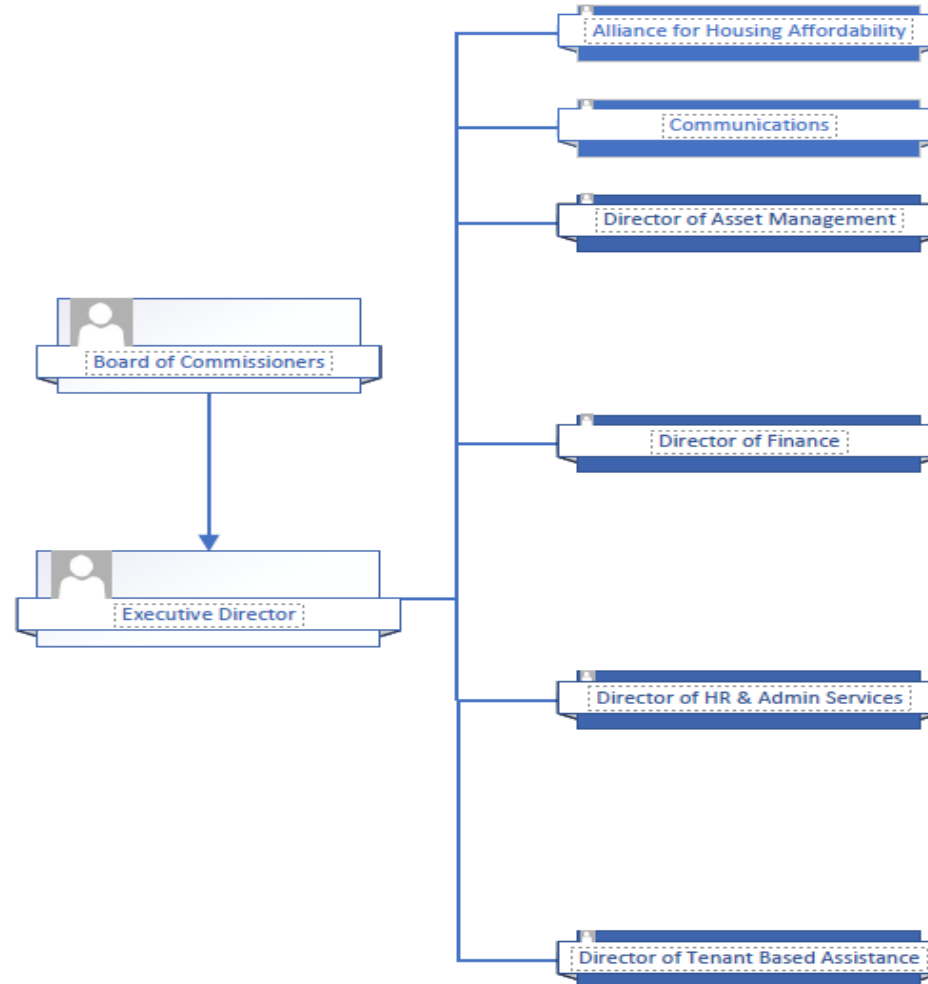 Alliance for Housing Affordability
Communications
Director of Asset Management
Board of Commissioners
Director of Finance
Executive Director
Director of HR & Admin Services
Director of Tenant Based Assistance